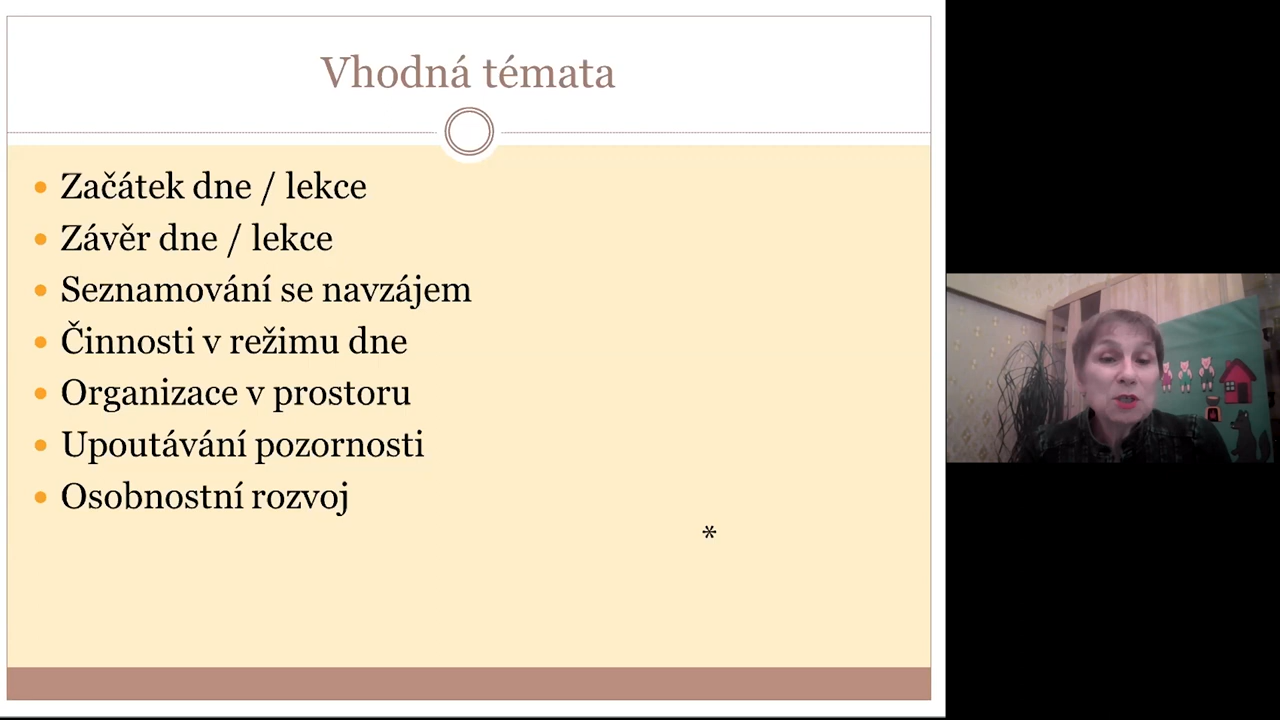 Vhodná témata
Začátek dne / lekce
Závěr dne / lekce
Seznamování se navzájem
Činnosti v režimu dne
Organizace v prostoru
Upoutávání pozornosti
Osobnostní rozvoj
*